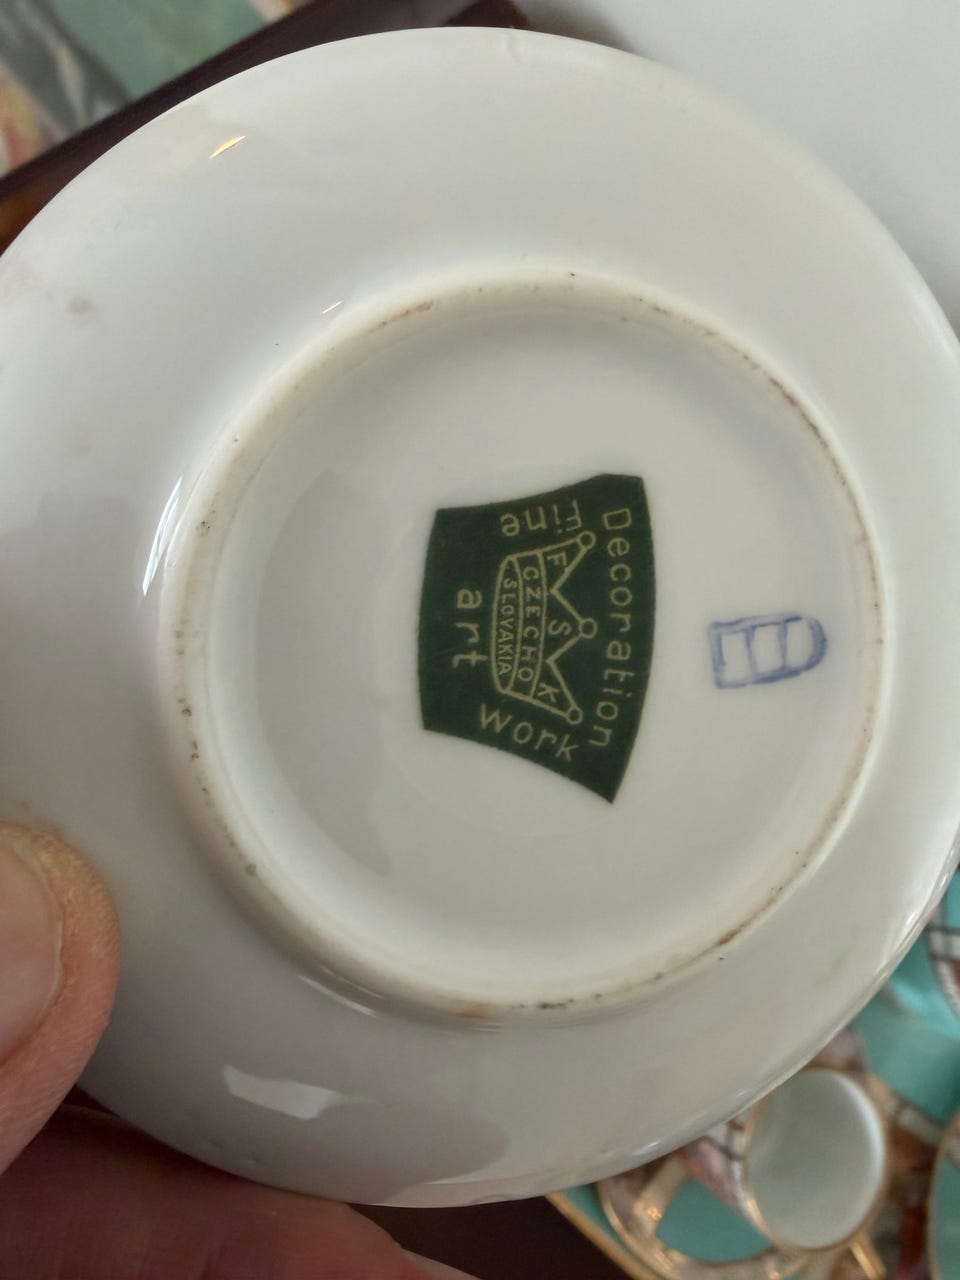 Decoration
Fine
F S K
CZECHO
SLOVAKIA
art
work